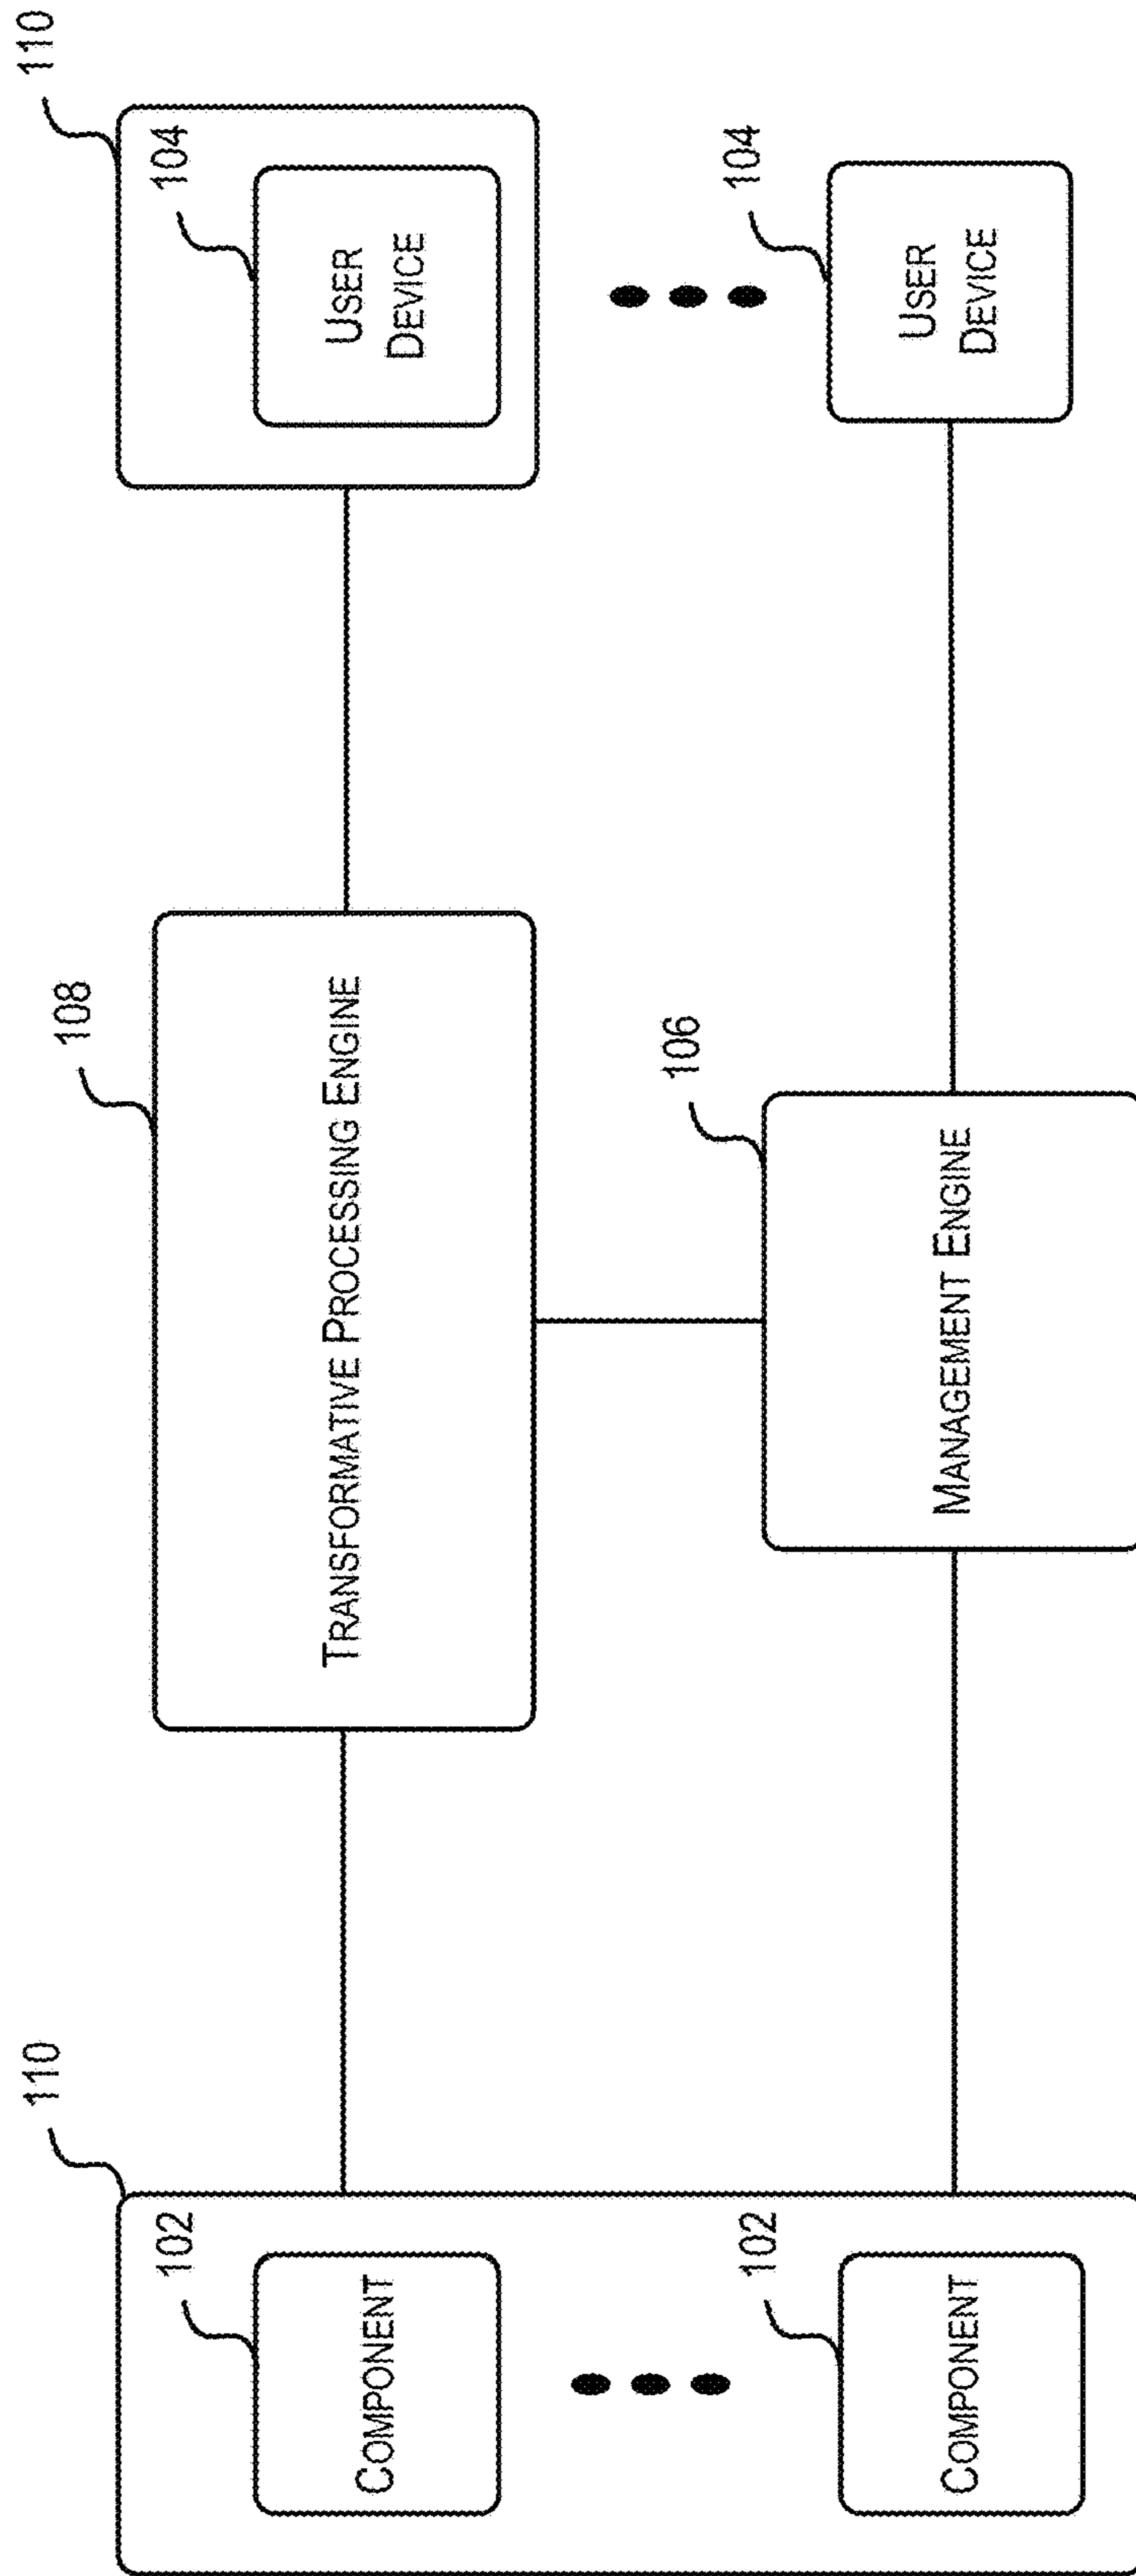 110
102
COMPONENT
102
COMPONENT
108
TRANSFORMATIVE PROCESSING ENGINE
106
MANAGEMENT ENGINE
110
104
USER
DEVICE
104
USER
DEVICE